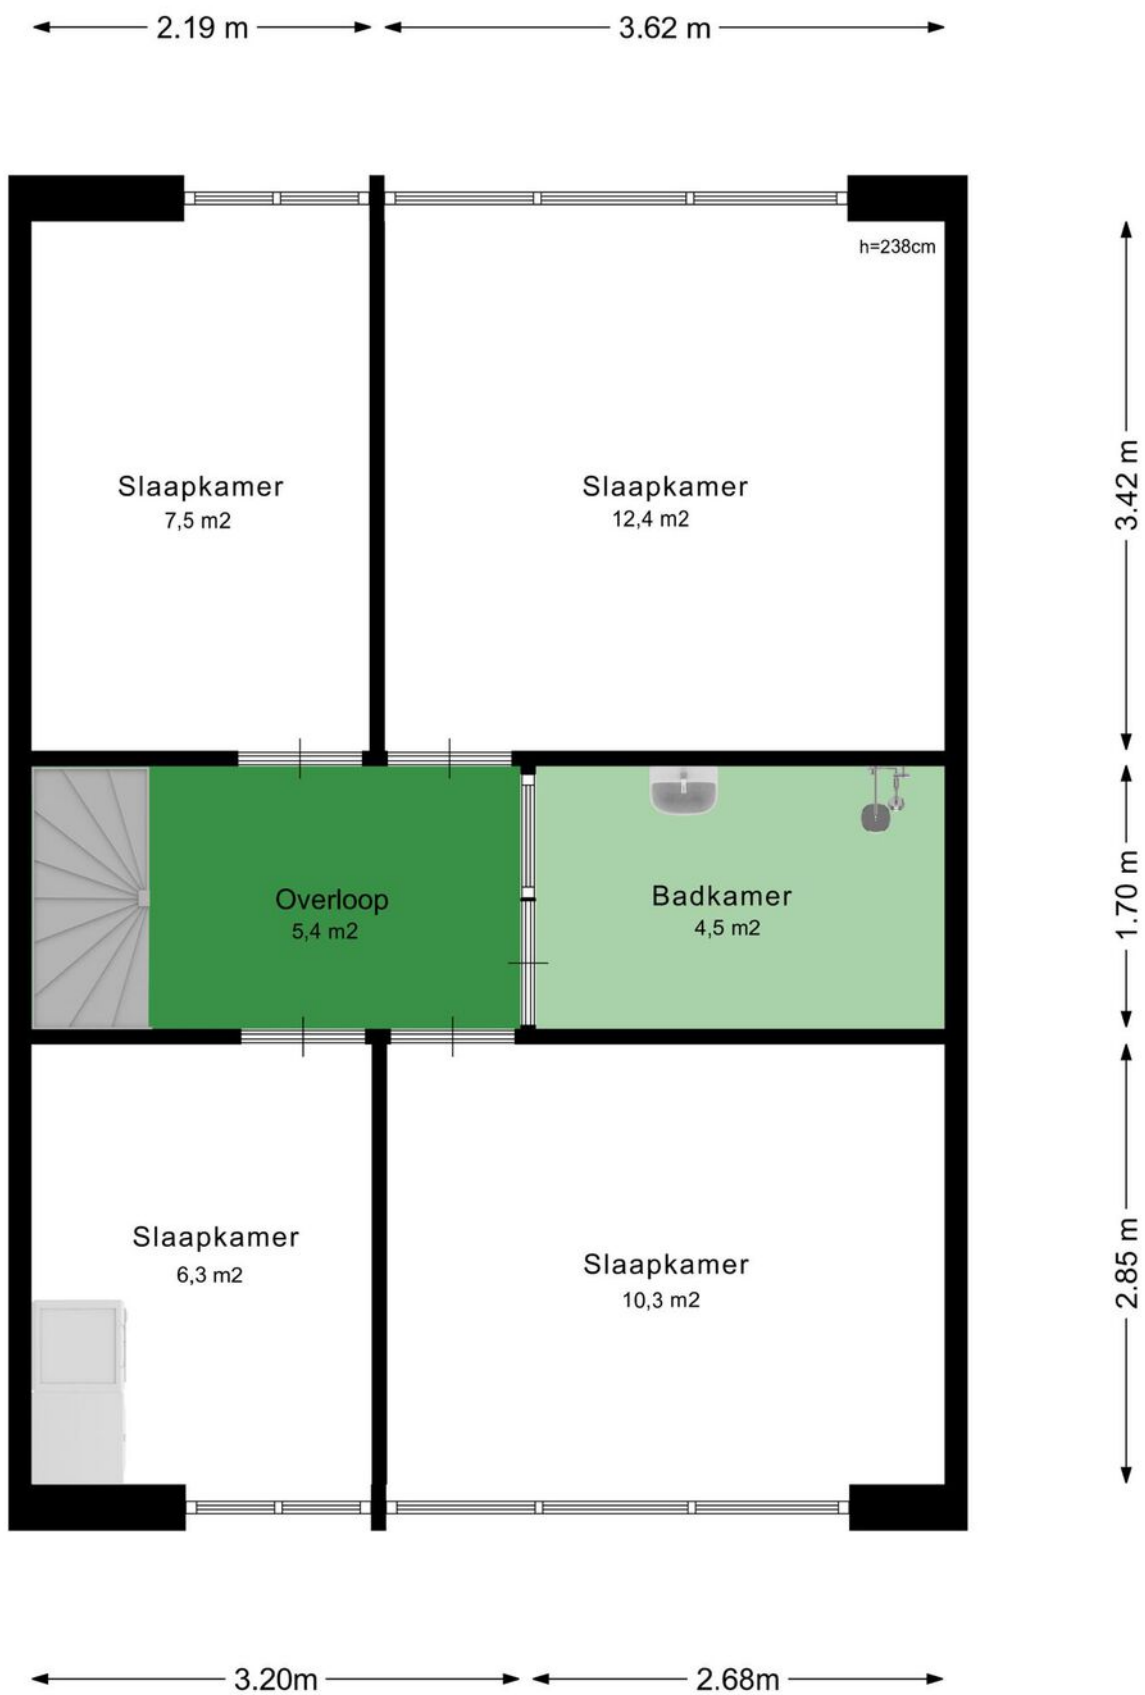 2.19 m
3.62 m
h=238cm
3.42 m
Slaapkamer
7,5 m2
Slaapkamer
12,4 m2
Overloop
5,4 m2
Badkamer
4,5 m2
1.70 m
Slaapkamer
6,3 m2
Slaapkamer
10,3 m2
2.85 m
3.20m
2.68m